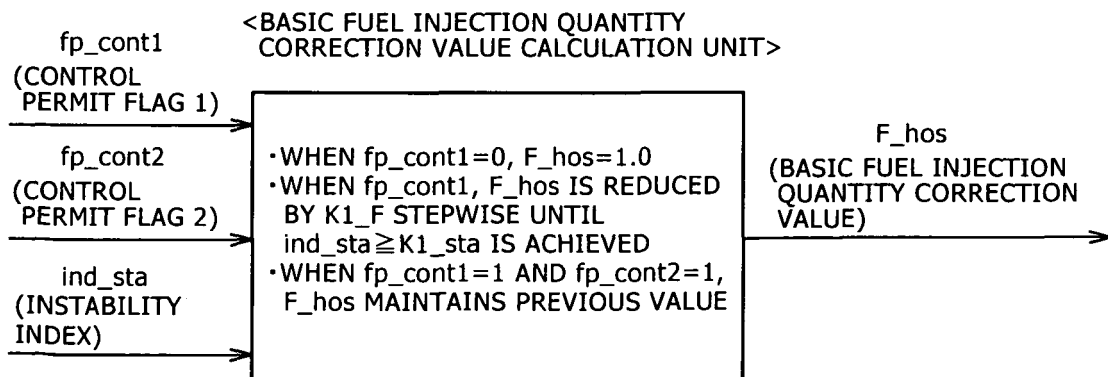 <BASIC FUEL INJECTION QUANTITY
CORRECTION VALUE CALCULATION UNIT>
fp_cont1
(CONTROL
PERMIT FLAG 1)
fp_cont2
(CONTROL
PERMIT FLAG 2)
ind_sta
(INSTABILITY
INDEX)
·WHEN fp_cont1=0, F_hos=1.0
·WHEN fp_cont1, F_hos IS REDUCED
BY K1_F STEPWISE UNTIL
ind_sta≧K1_sta IS ACHIEVED
·WHEN fp_cont1=1 AND fp_cont2=1,
F_hos MAINTAINS PREVIOUS VALUE
F_hos
(BASIC FUEL INJECTION
QUANTITY CORRECTION
VALUE)